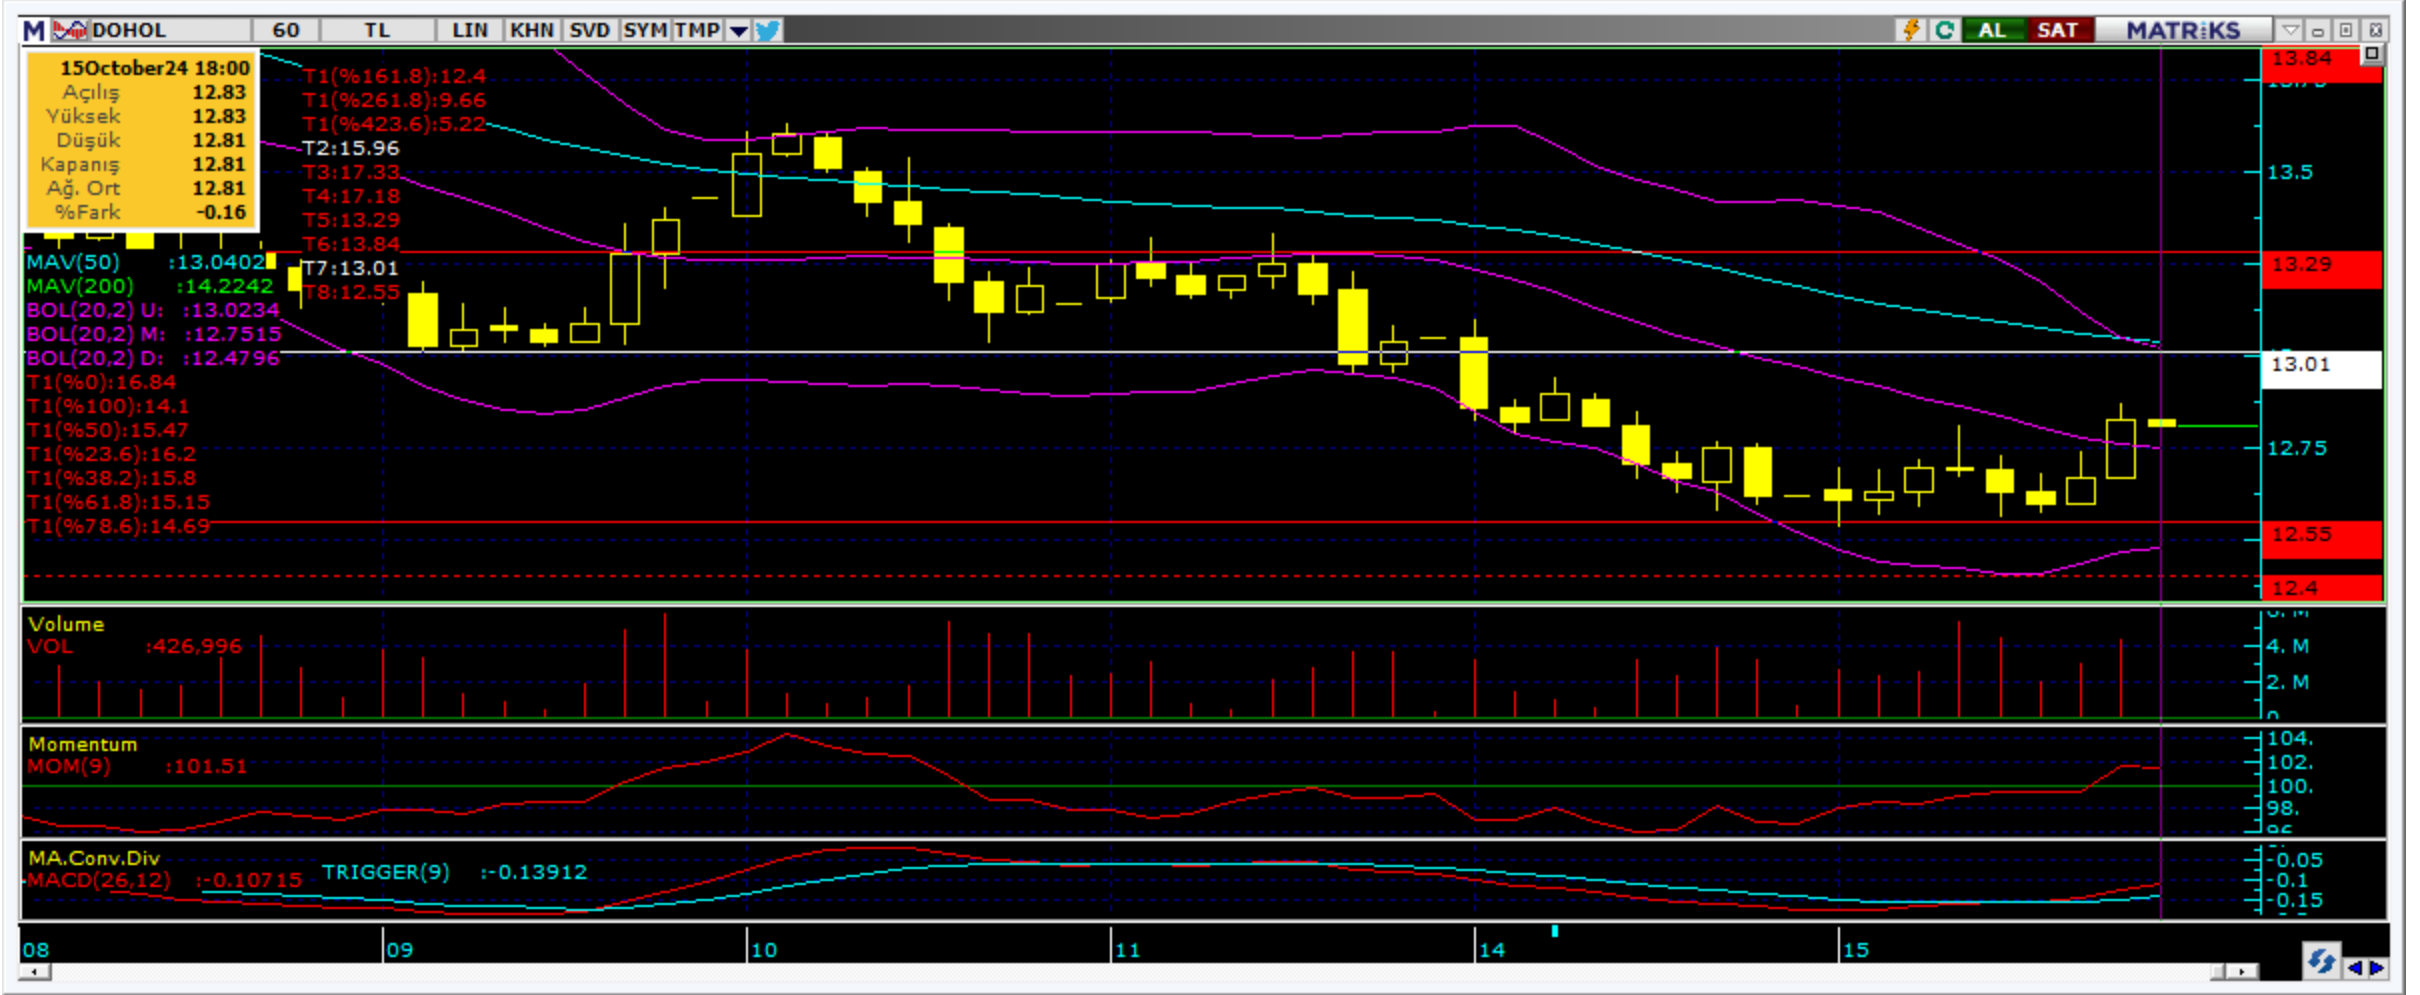 M DOHOL 60 TL LIN KHN SVD SYM TMP AL SAT MATRiKS
15October24 18:00
Açılış 12.83
Yüksek 12.83
Düşük 12.81
Kapanış 12.81
Ağ. Ort 12.81
%Fark -0.16
T1(%161.8):12.4
T1(%261.8):9.66
T1(%423.6):5.22
T2:15.96
T3:17.33
T4:17.18
T5:13.29
T6:13.84
T7:13.01
T8:12.55
MAV(50) :13.0402
MAV(200) :14.2242
BOL(20,2) U: :13.0234
BOL(20,2) M: :12.7515
BOL(20,2) D: :12.4796
T1(%0):16.84
T1(%100):14.1
T1(%50):15.47
T1(%23.6):16.2
T1(%38.2):15.8
T1(%61.8):15.15
T1(%78.6):14.69
13.84
13.5
13.29
13.01
12.75
12.55
12.4
Volume
VOL :426,996
4. M
2. M
Momentum
MOM(9) :101.51
104.
102.
100.
98.
MA.Conv.Div
MACD(26,12) :-0.10715 TRIGGER(9) :-0.13912
-0.05
-0.1
-0.15
08 09 10 11 14 15